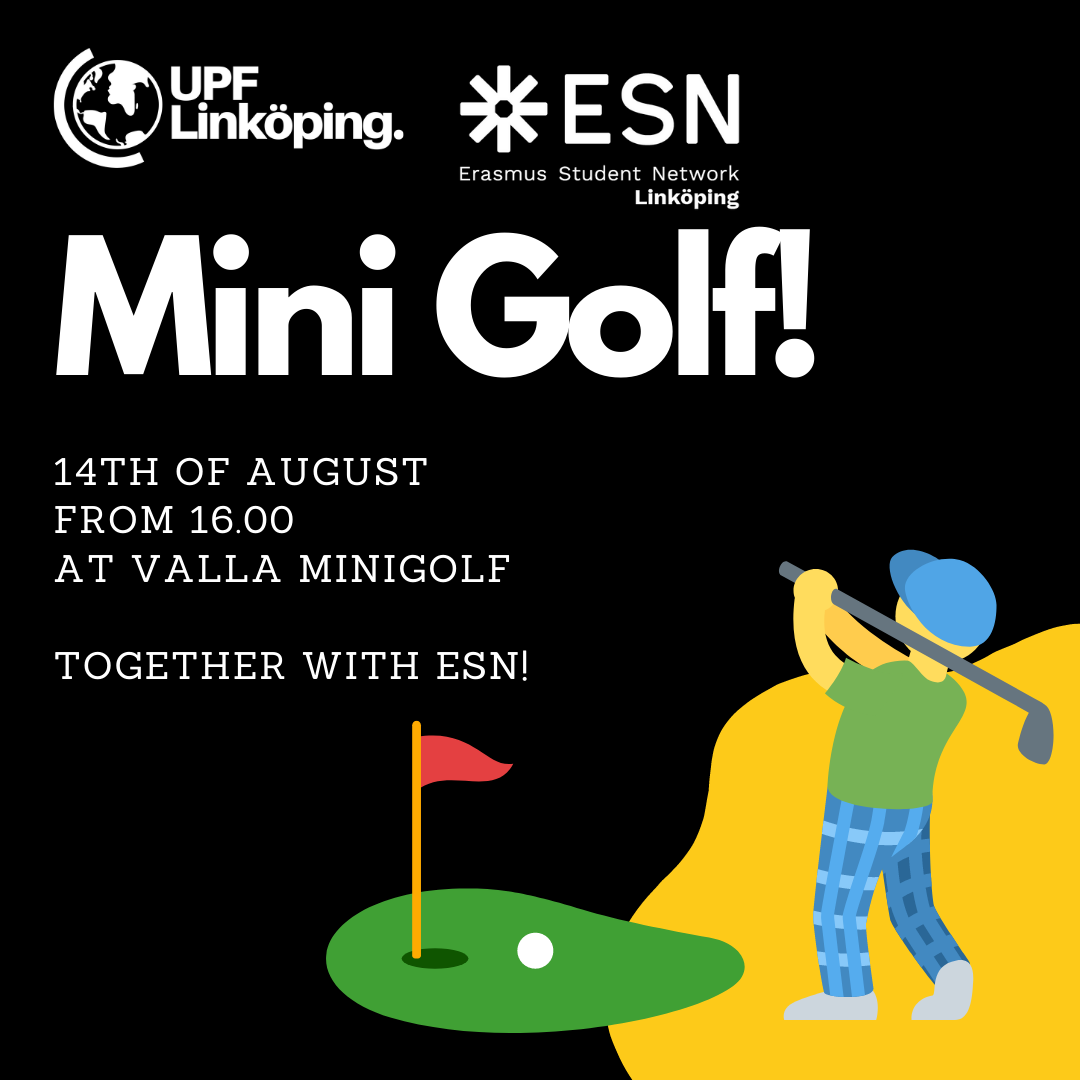 UPF
Linköping.
ESN
Erasmus Student Network
Linköping
Mini Golf!
14TH OF AUGUST
FROM 16.00
AT VALLA MINIGOLF
TOGETHER WITH ESN!